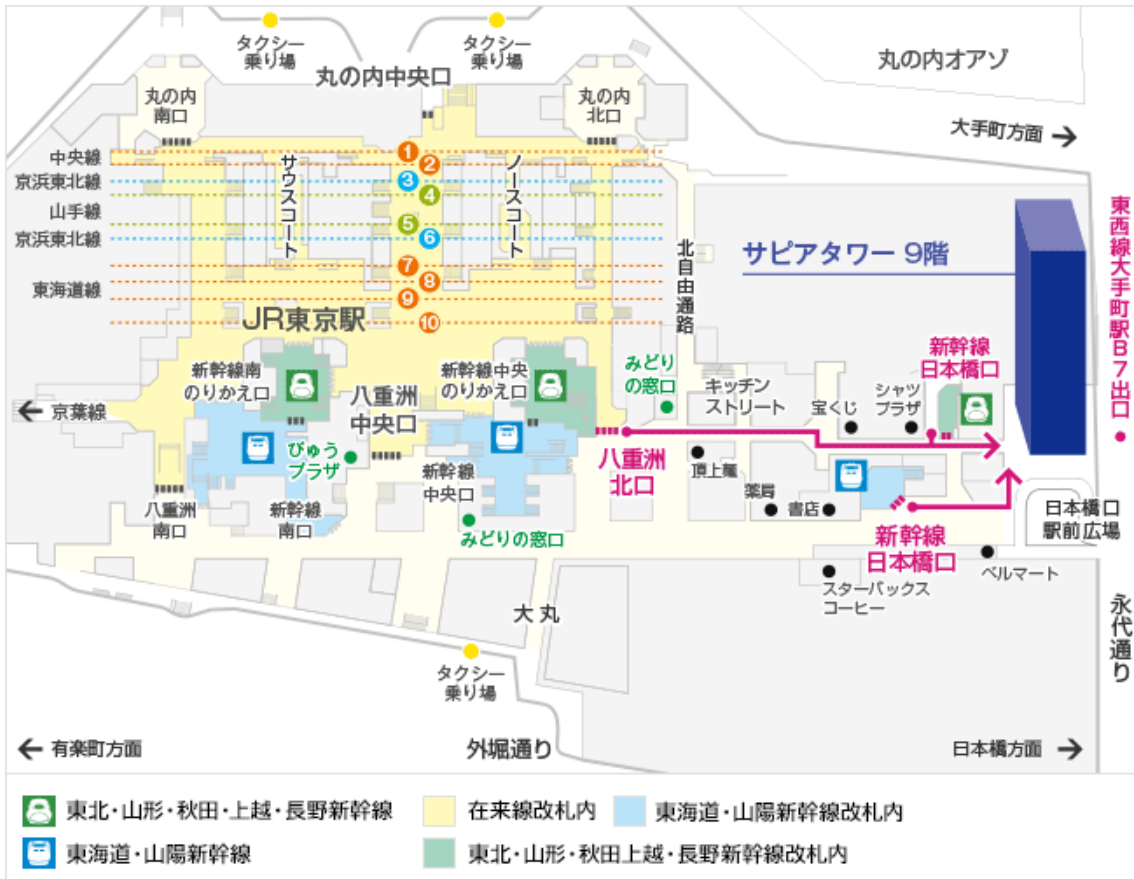 タクシー
乗り場
タクシー
乗り場
丸の内中央口
丸の内オアゾ
丸の内
南口
丸の内
北口
大手町方面 →
中央線
京浜東北線
山手線
京浜東北線
東海道線
1
2
3
4
5
6
7
8
9
10
サウスコート
ノースコート
北自由通路
サピアタワー 9階
東西線大手町駅B7出口
JR東京駅
新幹線南
のりかえ口
新幹線中央
のりかえ口
みどり
の窓口
新幹線
日本橋口
キッチン
ストリート
宝くじ
シャツ
プラザ
← 京葉線
八重洲
中央口
びゅう
プラザ
新幹線
中央口
八重洲
北口
頂上麺
薬局
書店
八重洲
南口
新幹線
南口
みどりの窓口
新幹線
日本橋口
日本橋口
駅前広場
ベルマート
スターバックス
コーヒー
大丸
永代通り
タクシー
乗り場
← 有楽町方面
外堀通り
日本橋方面 →
東北・山形・秋田・上越・長野新幹線
在来線改札内
東海道・山陽新幹線改札内
東海道・山陽新幹線
東北・山形・秋田上越・長野新幹線改札内